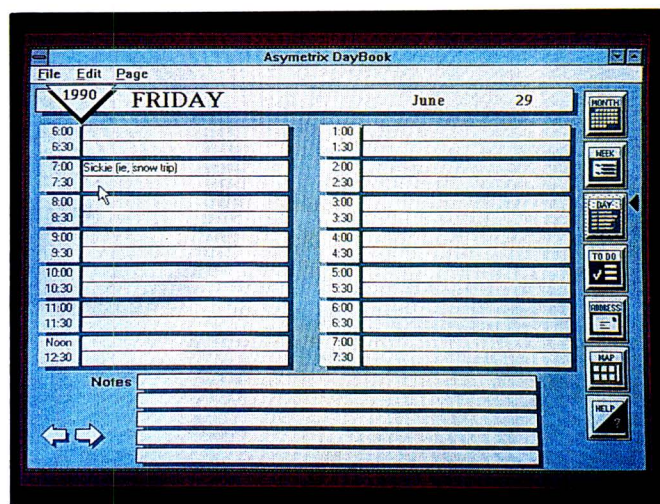 Asymetrix DayBook
File Edit Page
1990 FRIDAY June 29
6:00
6:30
7:00 Sickie (ie, snow trip)
7:30
8:00
8:30
9:00
9:30
10:00
10:30
11:00
11:30
Noon
12:30
1:00
1:30
2:00
2:30
3:00
3:30
4:00
4:30
5:00
5:30
6:00
6:30
7:00
7:30
Notes
MONTH
WEEK
DAY
TO DO
ADDRESS
MAP
HELP
?